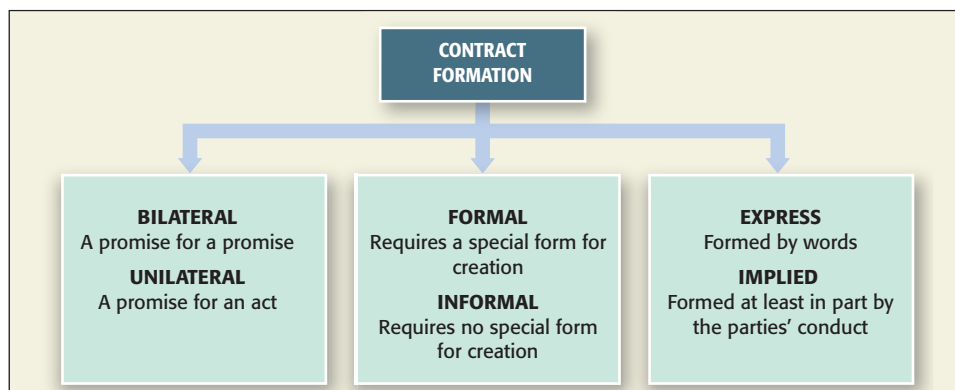 CONTRACT
FORMATION
BILATERAL
A promise for a promise
UNILATERAL
A promise for an act
FORMAL
Requires a special form for
creation
INFORMAL
Requires no special form
for creation
EXPRESS
Formed by words
IMPLIED
Formed at least in part by
the parties’ conduct